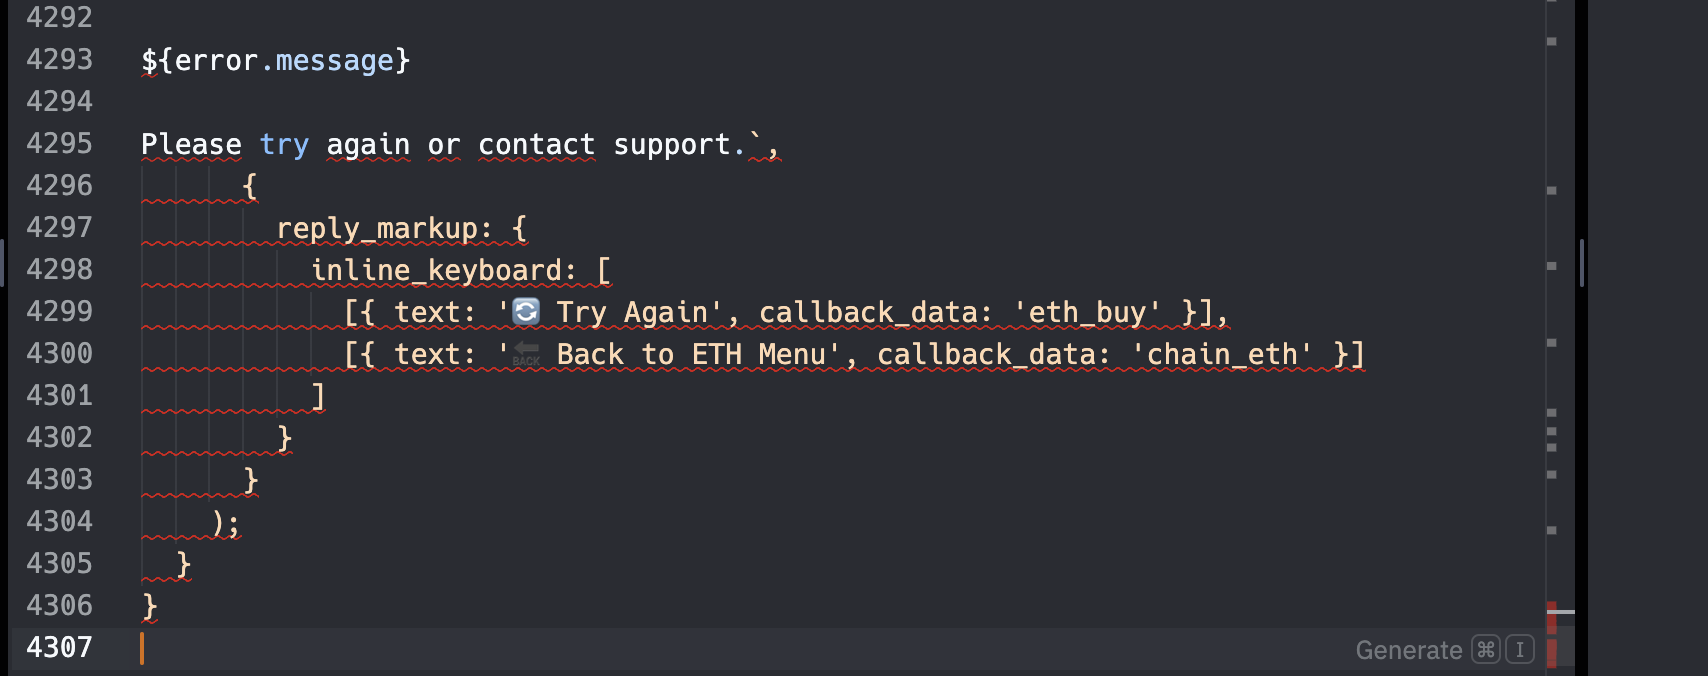 4292
4293 ${error.message}
4294
4295 Please try again or contact support.`,
4296 {
4297 reply_markup: {
4298 inline_keyboard: [
4299 [{ text: '🔄 Try Again', callback_data: 'eth_buy' }],
4300 [{ text: '🔙 Back to ETH Menu', callback_data: 'chain_eth' }]
4301 ]
4302 }
4303 }
4304 );
4305 }
4306 }
4307 Generate ⌘ I